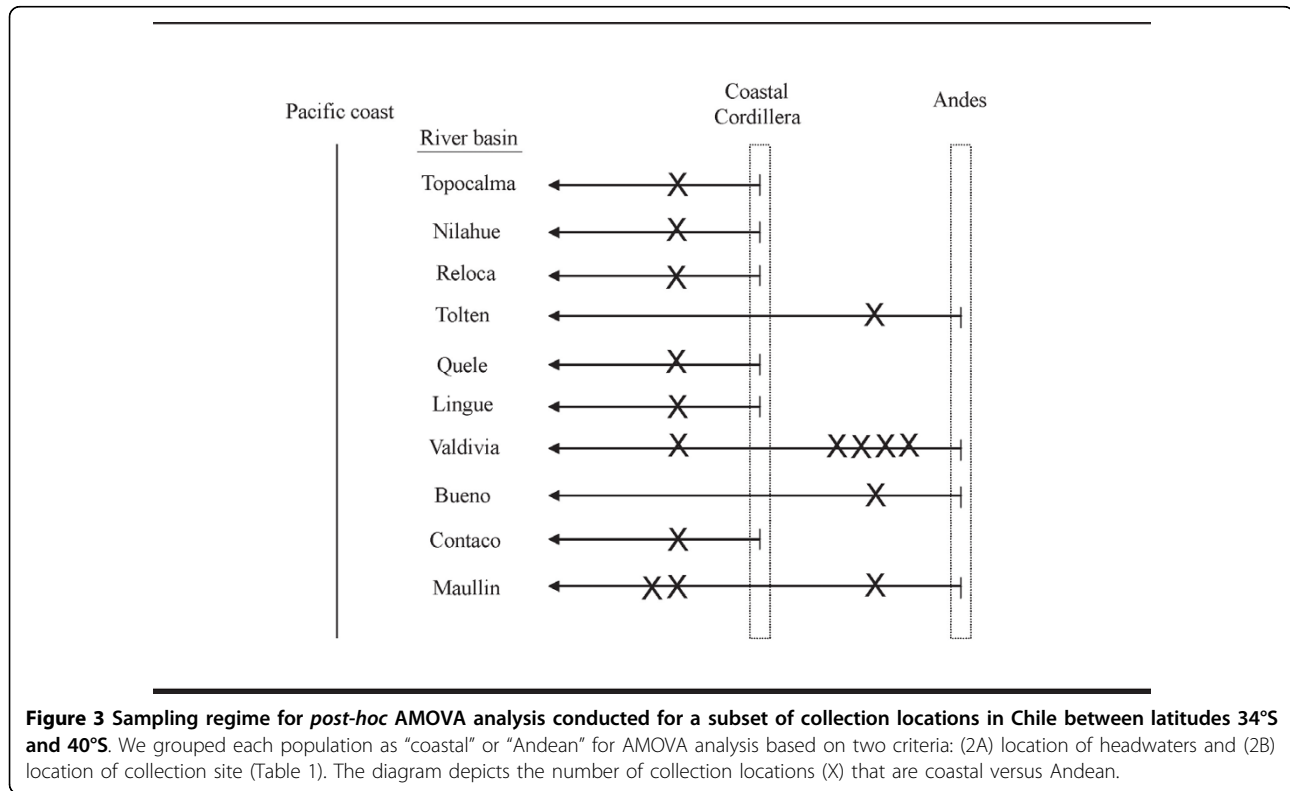 Pacific coast
Coastal
Cordillera
Andes
River basin
Topocalma
X
Nilahue
X
Reloca
X
Tolten
X
Quele
X
Lingue
X
Valdivia
X XXXX
Bueno
X
Contaco
X
Maullin
XX X
Figure 3 Sampling regime for post-hoc AMOVA analysis conducted for a subset of collection locations in Chile between latitudes 34°S
and 40°S. We grouped each population as “coastal” or “Andean” for AMOVA analysis based on two criteria: (2A) location of headwaters and (2B)
location of collection site (Table 1). The diagram depicts the number of collection locations (X) that are coastal versus Andean.